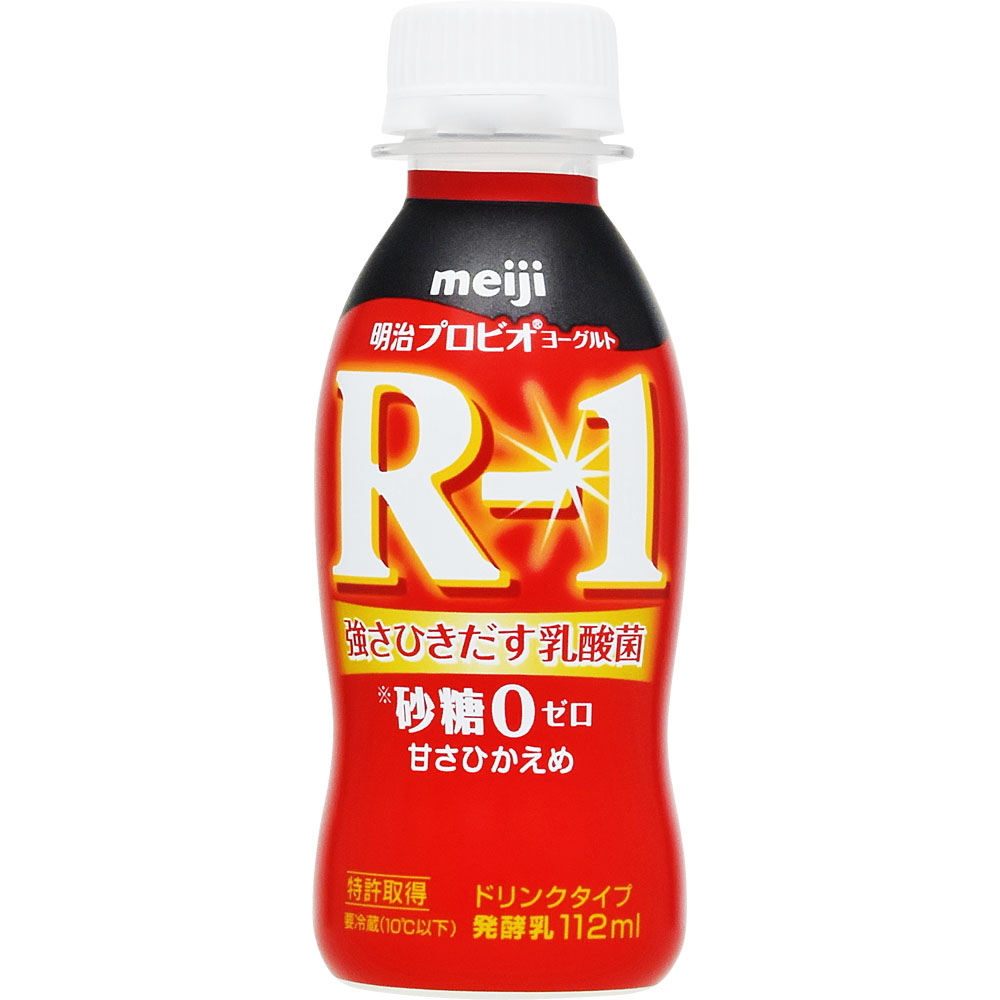 meiji
明治プロビオ®ヨーグルト
R-1
強さひきだす乳酸菌
※砂糖0ゼロ
甘さひかえめ
特許取得
要冷蔵(10℃以下)
ドリンクタイプ
発酵乳112ml